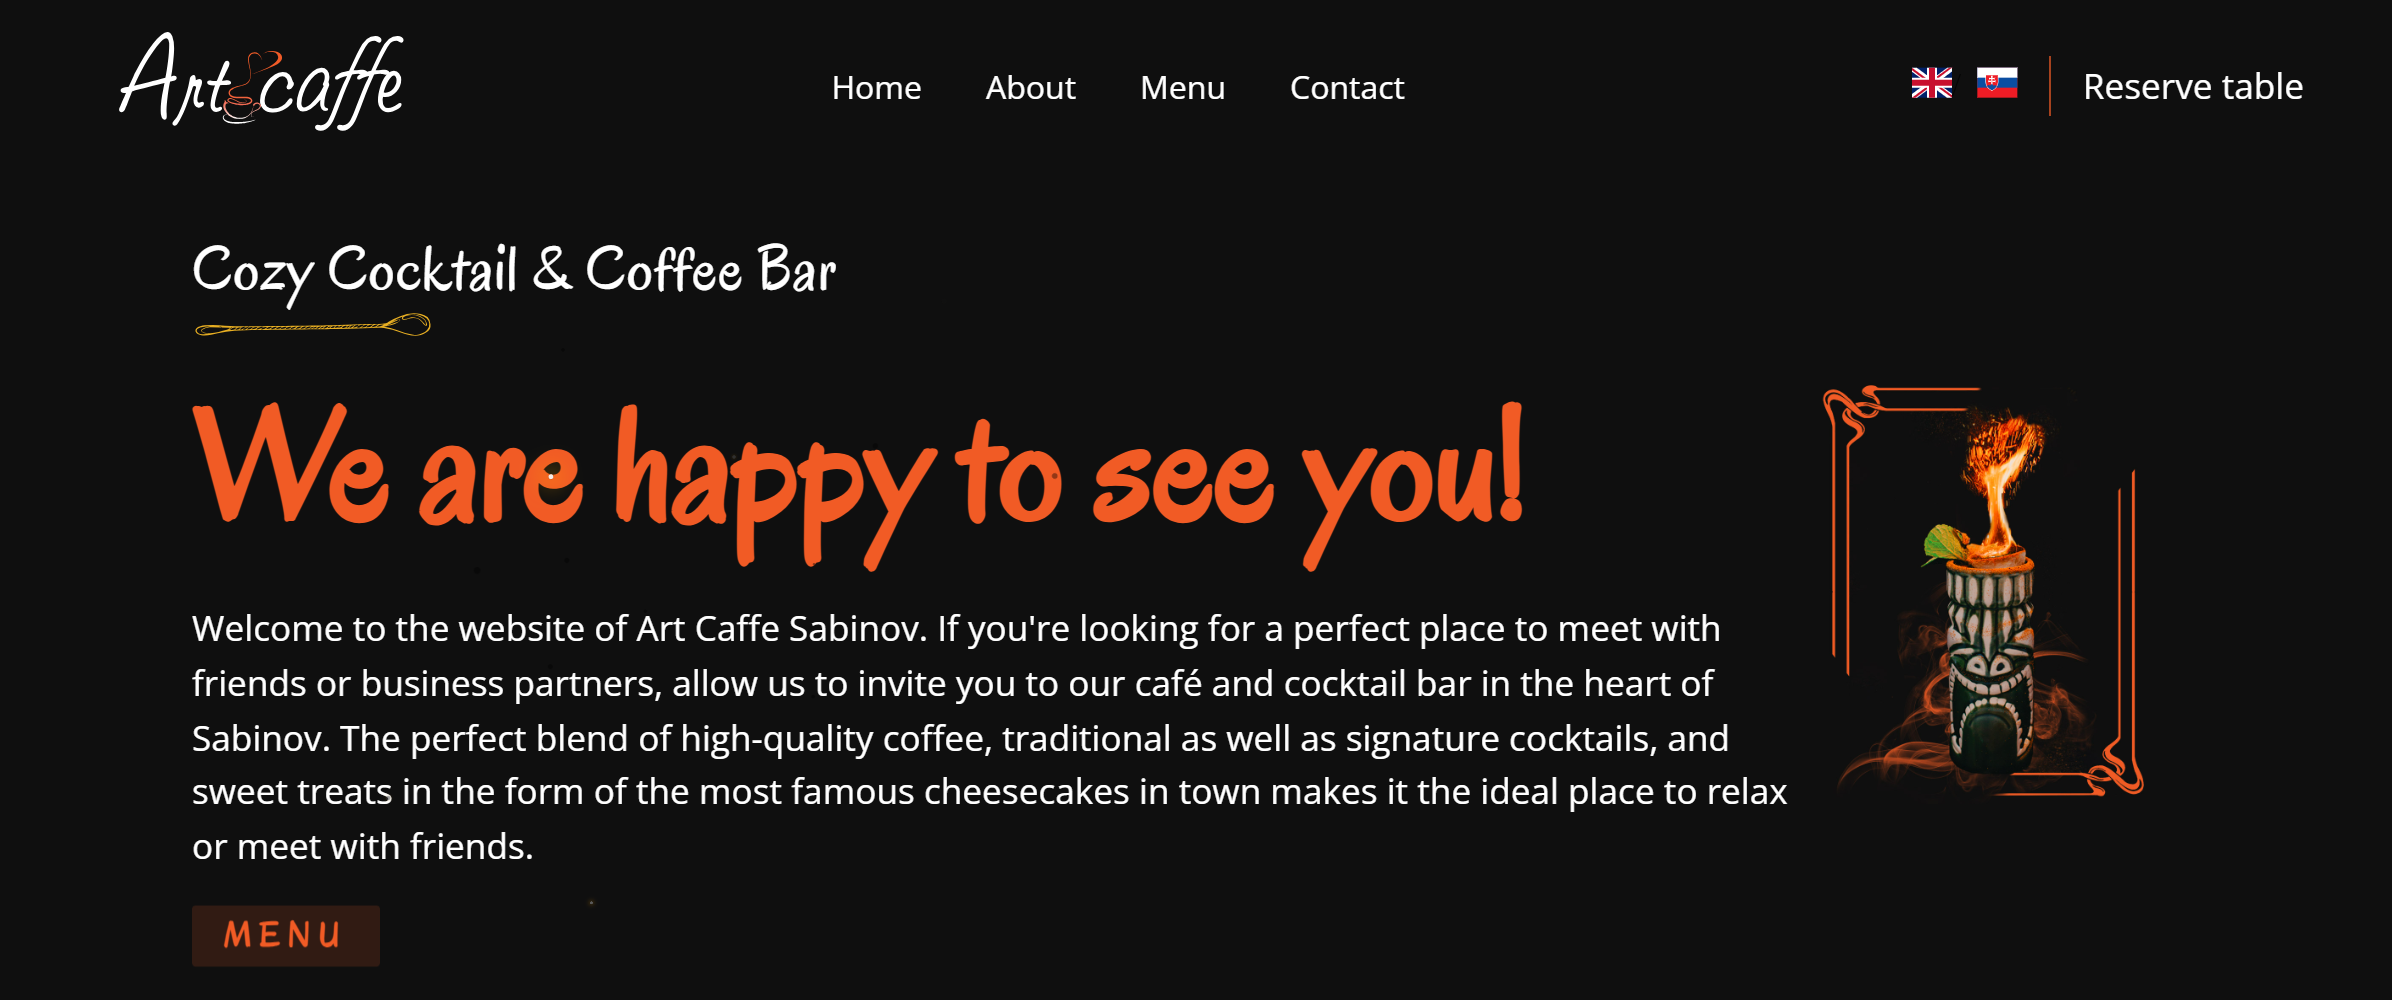 Art caffe
Home About Menu Contact
Reserve table
Cozy Cocktail & Coffee Bar
We are happy to see you!
Welcome to the website of Art Caffe Sabinov. If you're looking for a perfect place to meet with
friends or business partners, allow us to invite you to our café and cocktail bar in the heart of
Sabinov. The perfect blend of high-quality coffee, traditional as well as signature cocktails, and
sweet treats in the form of the most famous cheesecakes in town makes it the ideal place to relax
or meet with friends.
MENU